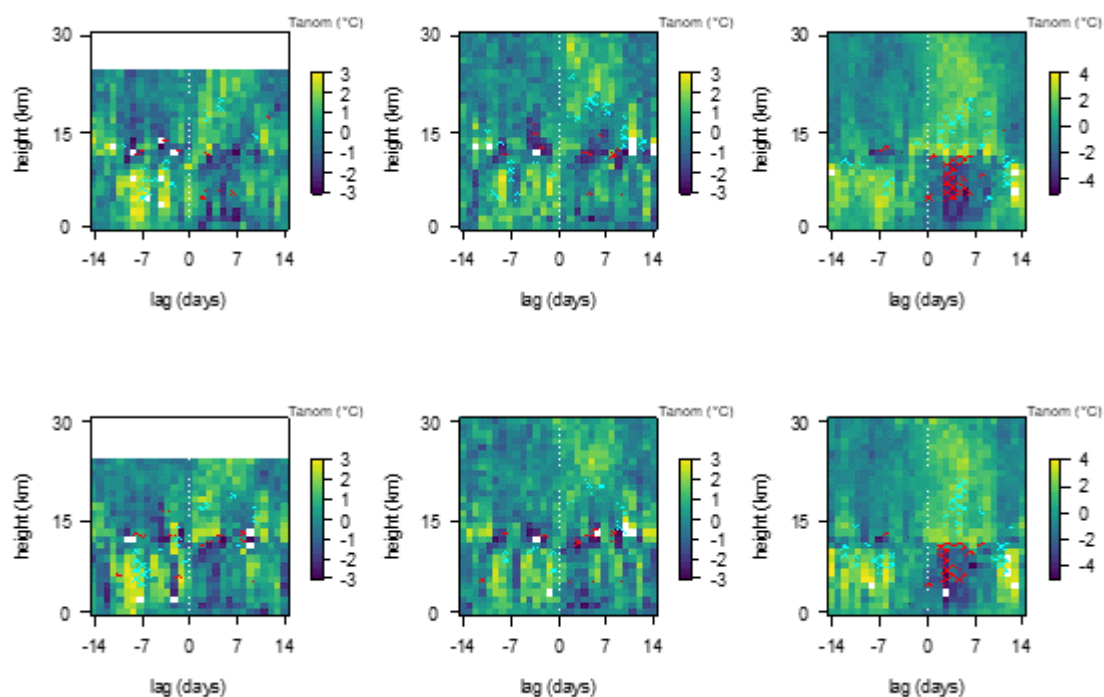 Tanom (°C) Tanom (°C) Tanom (°C)
30 30 30
3 3 4
2 2 2
1 1
15 0 15 0 15 0
-1 -1 -2
-2 -2 -4
-3 -3
0 0 0
-14 -7 0 7 14 -14 -7 0 7 14 -14 -7 0 7 14
height (km) height (km) height (km)
lag (days) lag (days) lag (days)
Tanom (°C) Tanom (°C) Tanom (°C)
30 30 30
3 3 4
2 2 2
1 1
15 0 15 0 15 0
-1 -1 -2
-2 -2 -4
-3 -3
0 0 0
-14 -7 0 7 14 -14 -7 0 7 14 -14 -7 0 7 14
height (km) height (km) height (km)
lag (days) lag (days) lag (days)